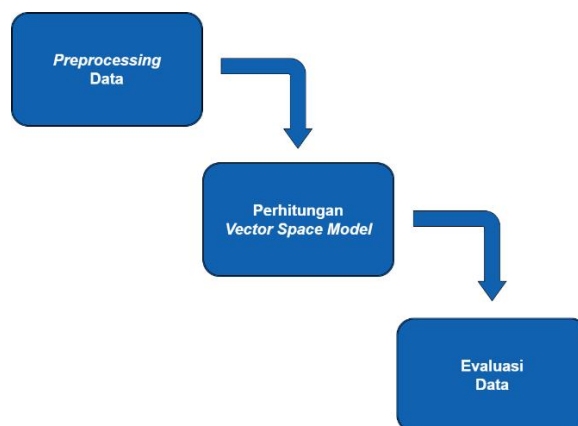 Preprocessing
Data
Perhitungan
Vector Space Model
Evaluasi
Data